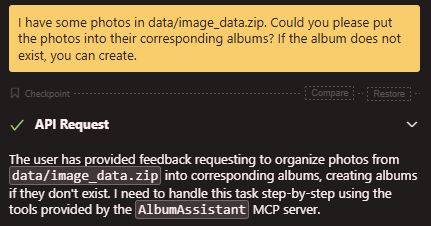 I have some photos in data/image_data.zip. Could you please put
the photos into their corresponding albums? If the album does not
exist, you can create.
Checkpoint Compare Restore
API Request
The user has provided feedback requesting to organize photos from
data/image_data.zip into corresponding albums, creating albums
if they don't exist. I need to handle this task step-by-step using the
tools provided by the AlbumAssistant MCP server.